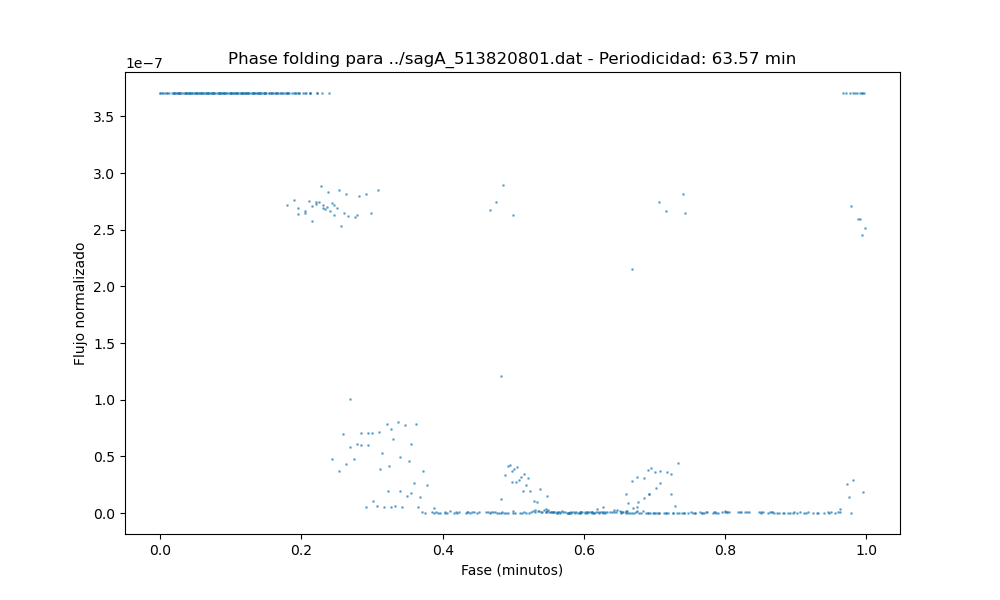 Phase folding para ../sagA_513820801.dat - Periodicidad: 63.57 min
1e−7
3.5
3.0
2.5
2.0
1.5
1.0
0.5
0.0
Flujo normalizado
0.0 0.2 0.4 0.6 0.8 1.0
Fase (minutos)